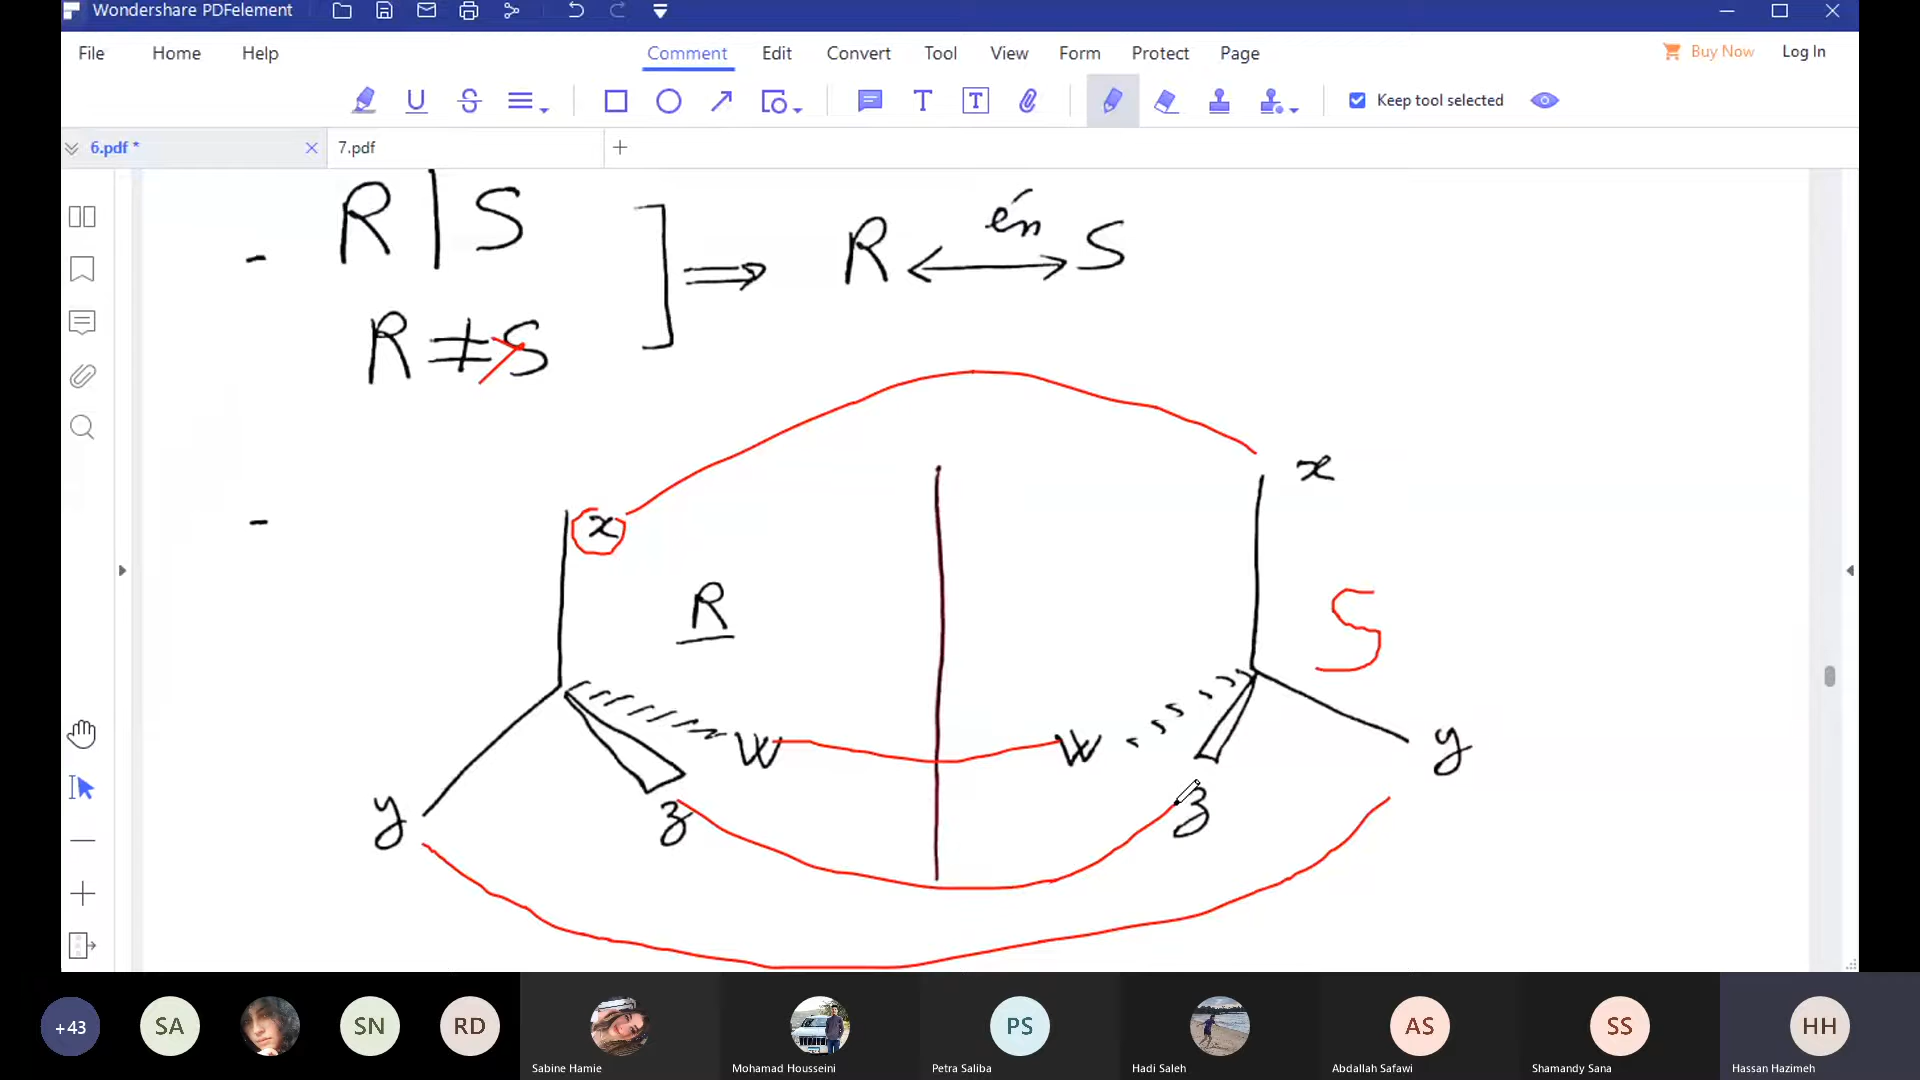 Wondershare PDFelement
File Home Help Comment Edit Convert Tool View Form Protect Page Buy Now Log In
Keep tool selected
6.pdf * 7.pdf
- R | S
R ≠ S
⇒ R ⟷ S
én
- x x
R S
W W
y z z y
+43 SA SN RD PS AS SS HH
Sabine Hamie Mohamad Housseini Petra Saliba Hadi Saleh Abdallah Safawi Shamandy Sana Hassan Hazimeh